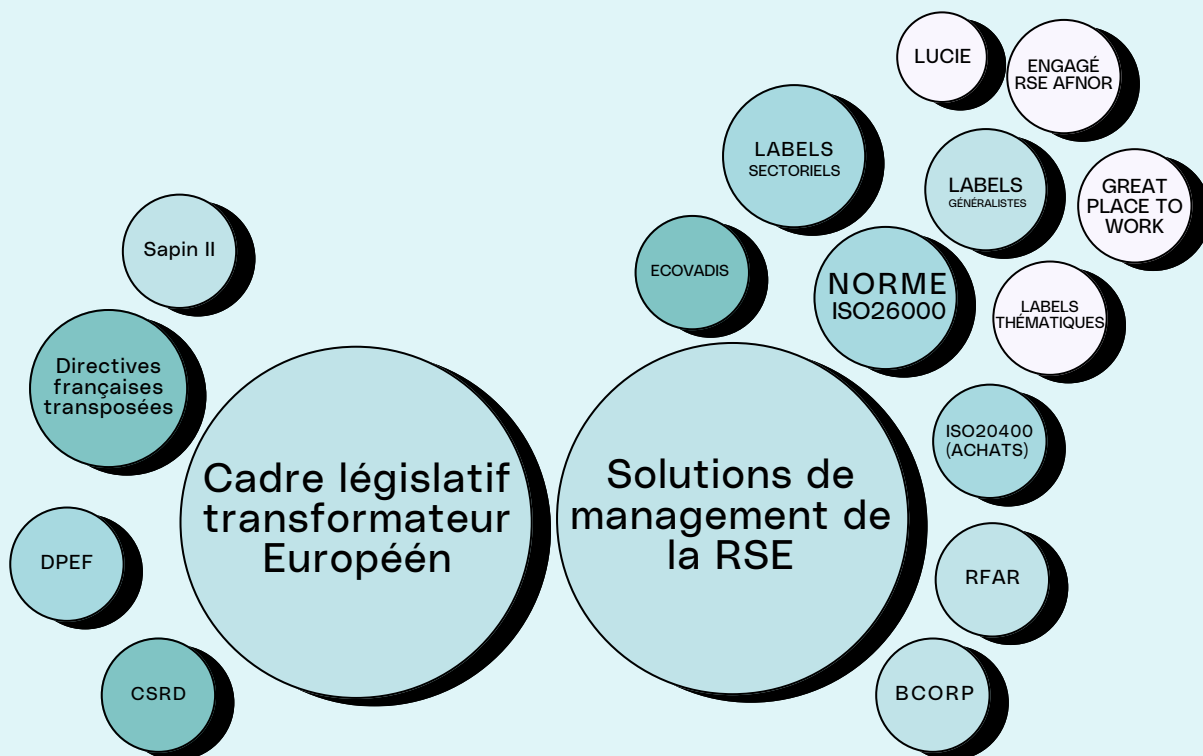 LUCIE
ENGAGÉ
RSE AFNOR
LABELS
SECTORIELS
LABELS
GÉNÉRALISTES
GREAT
PLACE TO
WORK
Sapin II
ECOVADIS
NORME
ISO26000
LABELS
THÉMATIQUES
Directives
françaises
transposées
Cadre législatif
transformateur
Européén
Solutions de
management de
la RSE
ISO20400
(ACHATS)
DPEF
RFAR
CSRD
BCORP